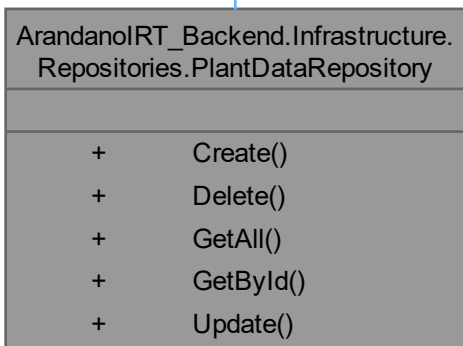 ArandanoIRT_Backend.Infrastructure.
Repositories.PlantDataRepository
+ Create()
+ Delete()
+ GetAll()
+ GetById()
+ Update()